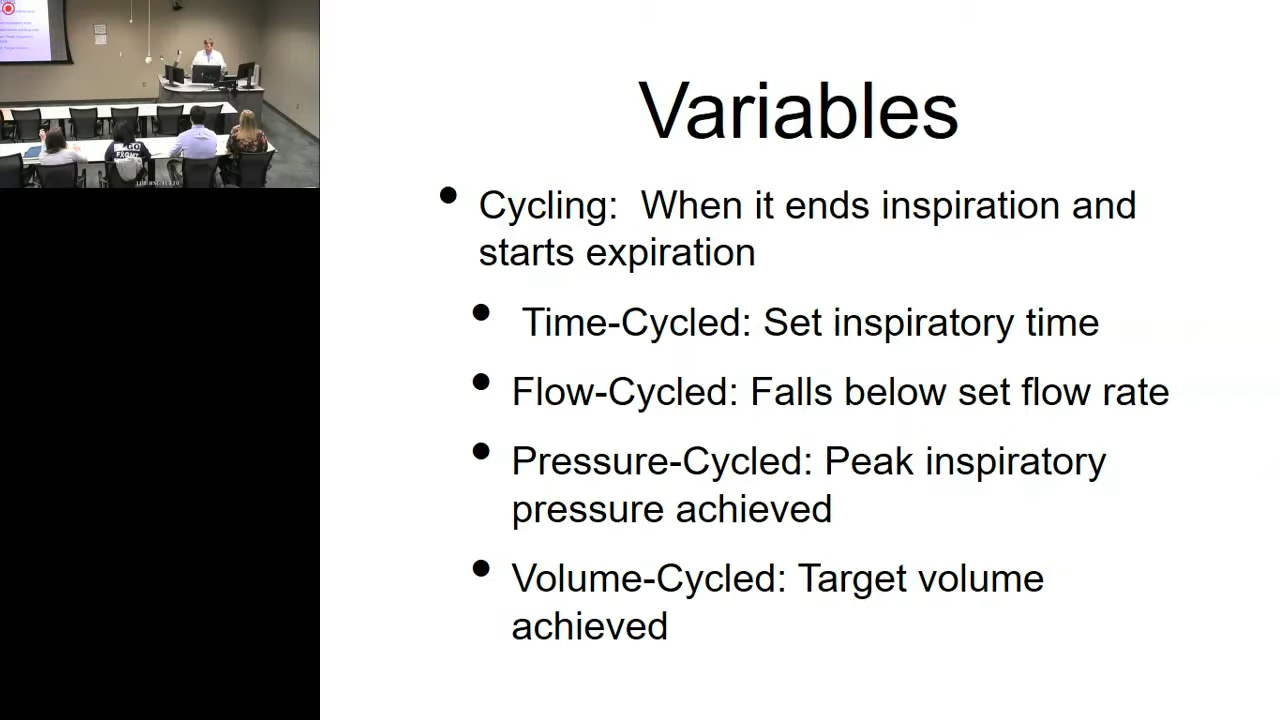 Variables
• Cycling: When it ends inspiration and
starts expiration
• Time-Cycled: Set inspiratory time
• Flow-Cycled: Falls below set flow rate
• Pressure-Cycled: Peak inspiratory
pressure achieved
• Volume-Cycled: Target volume
achieved